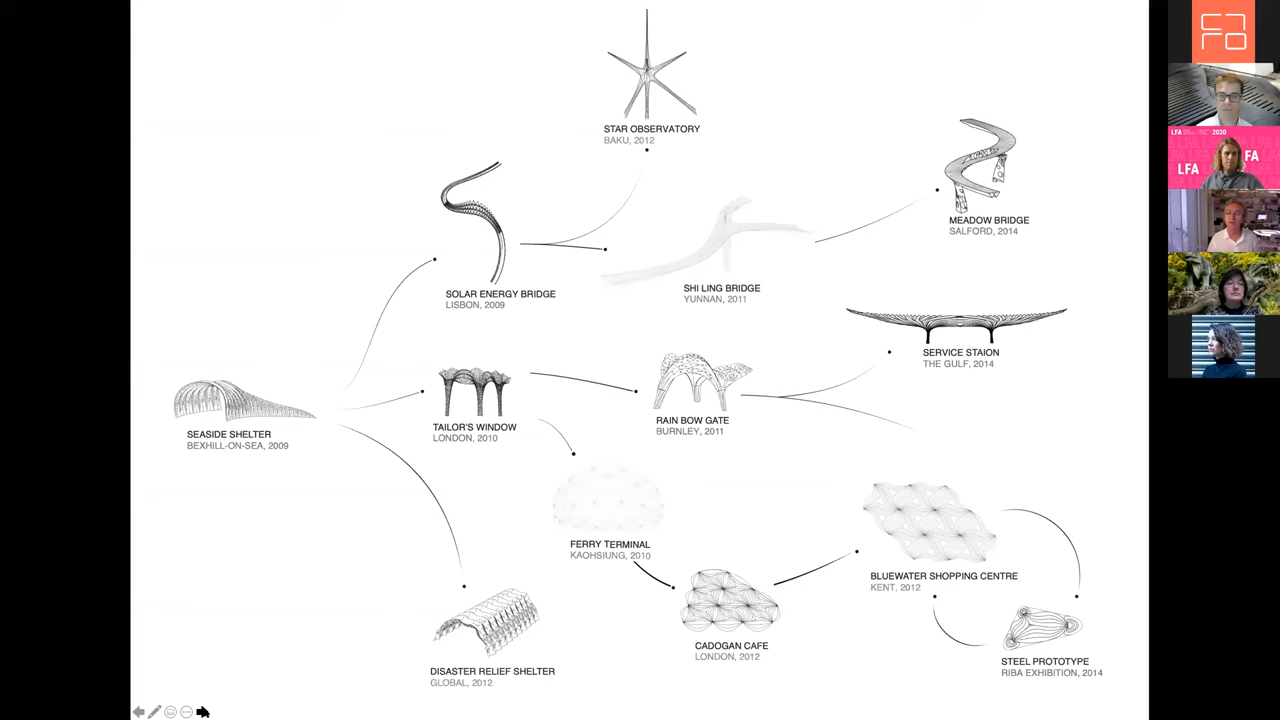 STAR OBSERVATORY
BAKU, 2012
MEADOW BRIDGE
SALFORD, 2014
SOLAR ENERGY BRIDGE
LISBON, 2009
SHI LING BRIDGE
YUNNAN, 2011
SERVICE STAION
THE GULF, 2014
SEASIDE SHELTER
BEXHILL-ON-SEA, 2009
TAILOR'S WINDOW
LONDON, 2010
RAIN BOW GATE
BURNLEY, 2011
FERRY TERMINAL
KAOHSIUNG, 2010
BLUEWATER SHOPPING CENTRE
KENT, 2012
CADOGAN CAFE
LONDON, 2012
STEEL PROTOTYPE
RIBA EXHIBITION, 2014
DISASTER RELIEF SHELTER
GLOBAL, 2012
LFA
2020
FA
LFA